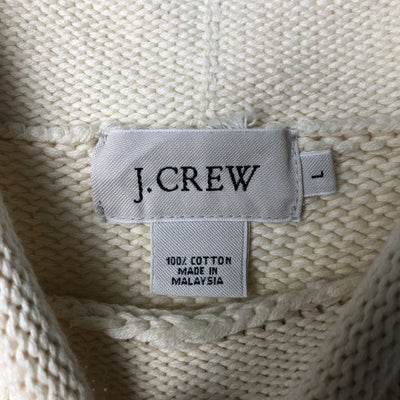 J.CREW
L
100% COTTON
MADE IN
MALAYSIA